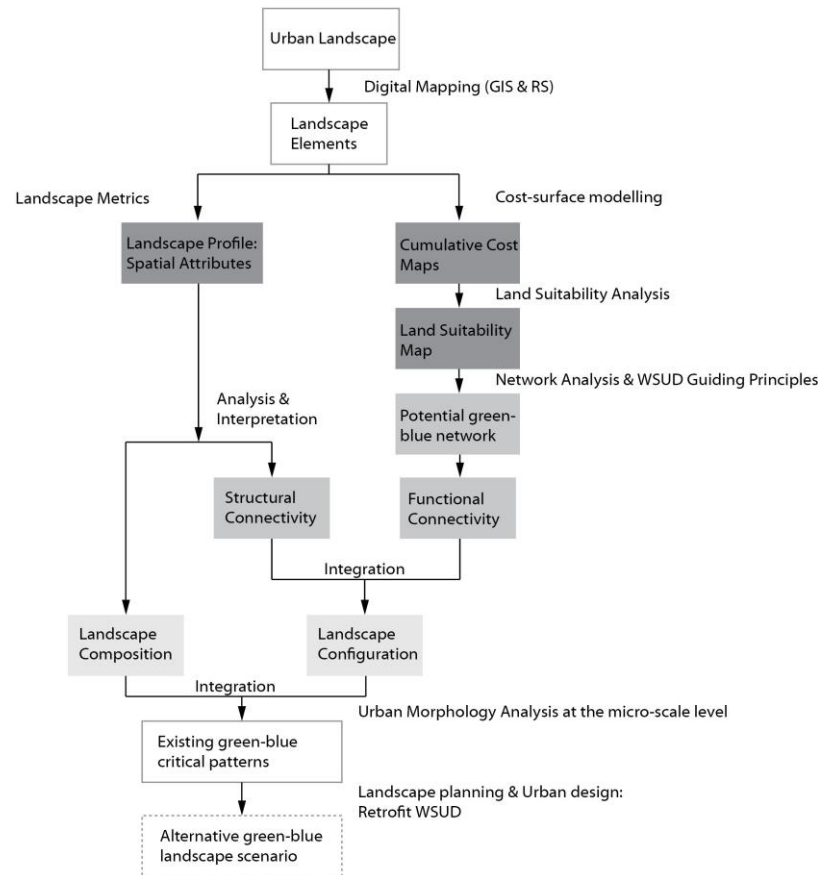 Urban Landscape
Digital Mapping (GIS & RS)
Landscape
Elements
Landscape Metrics
Cost-surface modelling
Landscape Profile:
Spatial Attributes
Cumulative Cost
Maps
Land Suitability Analysis
Land Suitability
Map
Network Analysis & WSUD Guiding Principles
Analysis &
Interpretation
Potential green-
blue network
Structural
Connectivity
Functional
Connectivity
Integration
Landscape
Composition
Landscape
Configuration
Integration
Urban Morphology Analysis at the micro-scale level
Existing green-blue
critical patterns
Landscape planning & Urban design:
Retrofit WSUD
Alternative green-blue
landscape scenario